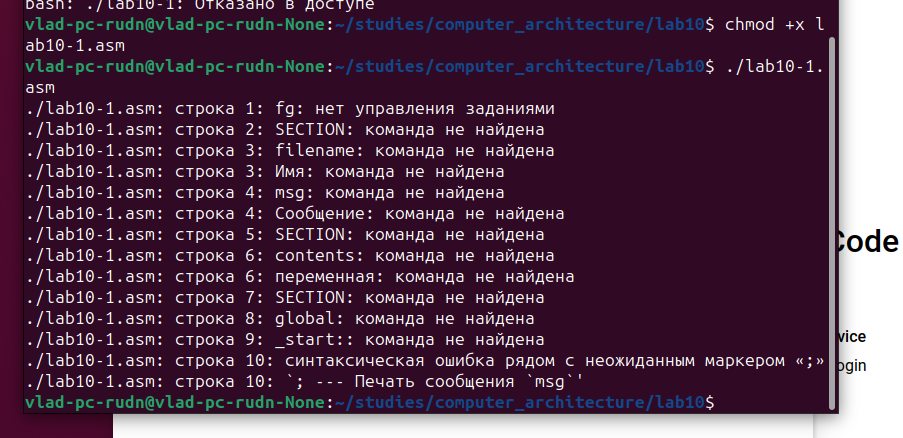 bash: ./lab10-1: Отказано в доступе
vlad-pc-rudn@vlad-pc-rudn-None:~/studies/computer_architecture/lab10$ chmod +x l
ab10-1.asm
vlad-pc-rudn@vlad-pc-rudn-None:~/studies/computer_architecture/lab10$ ./lab10-1.
asm
./lab10-1.asm: строка 1: fg: нет управления заданиями
./lab10-1.asm: строка 2: SECTION: команда не найдена
./lab10-1.asm: строка 3: filename: команда не найдена
./lab10-1.asm: строка 3: Имя: команда не найдена
./lab10-1.asm: строка 4: msg: команда не найдена
./lab10-1.asm: строка 4: Сообщение: команда не найдена
./lab10-1.asm: строка 5: SECTION: команда не найдена
./lab10-1.asm: строка 6: contents: команда не найдена
./lab10-1.asm: строка 6: переменная: команда не найдена
./lab10-1.asm: строка 7: SECTION: команда не найдена
./lab10-1.asm: строка 8: global: команда не найдена
./lab10-1.asm: строка 9: _start:: команда не найдена
./lab10-1.asm: строка 10: синтаксическая ошибка рядом с неожиданным маркером «;»
./lab10-1.asm: строка 10: `; --- Печать сообщения `msg`'
vlad-pc-rudn@vlad-pc-rudn-None:~/studies/computer_architecture/lab10$
Code
vice
ogin